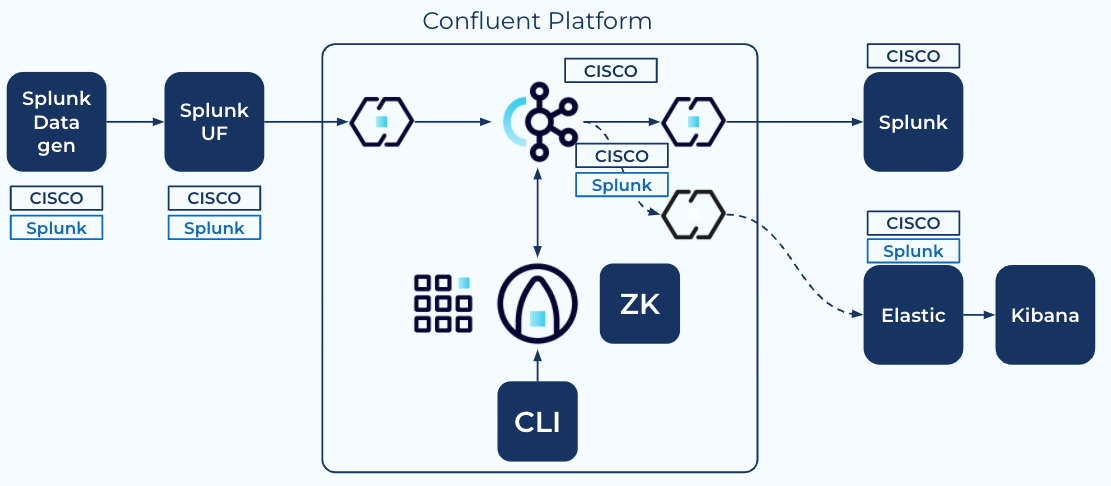 Confluent Platform
CISCO
CISCO
Splunk
Data
gen
Splunk
UF
Splunk
CISCO
Splunk
CISCO
Splunk
CISCO
Splunk
CISCO
Splunk
ZK
Elastic
Kibana
CLI